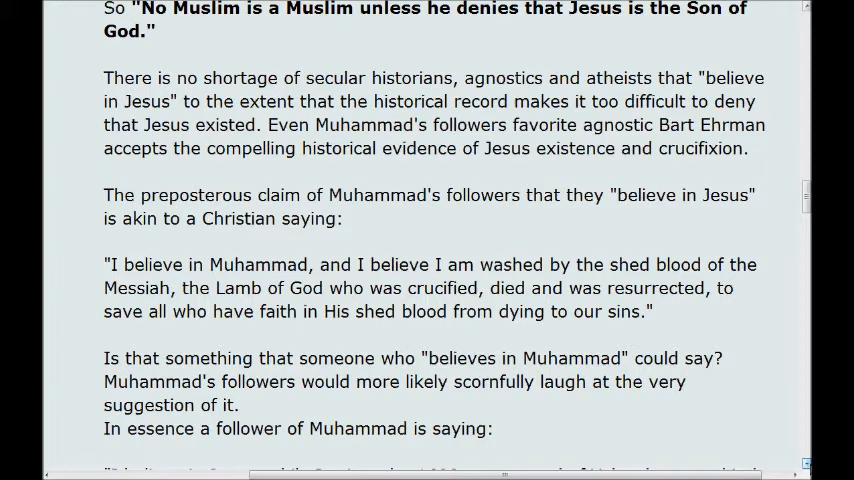 So "No Muslim is a Muslim unless he denies that Jesus is the Son of
God."
There is no shortage of secular historians, agnostics and atheists that "believe
in Jesus" to the extent that the historical record makes it too difficult to deny
that Jesus existed. Even Muhammad's followers favorite agnostic Bart Ehrman
accepts the compelling historical evidence of Jesus existence and crucifixion.
The preposterous claim of Muhammad's followers that they "believe in Jesus"
is akin to a Christian saying:
"I believe in Muhammad, and I believe I am washed by the shed blood of the
Messiah, the Lamb of God who was crucified, died and was resurrected, to
save all who have faith in His shed blood from dying to our sins."
Is that something that someone who "believes in Muhammad" could say?
Muhammad's followers would more likely scornfully laugh at the very
suggestion of it.
In essence a follower of Muhammad is saying: